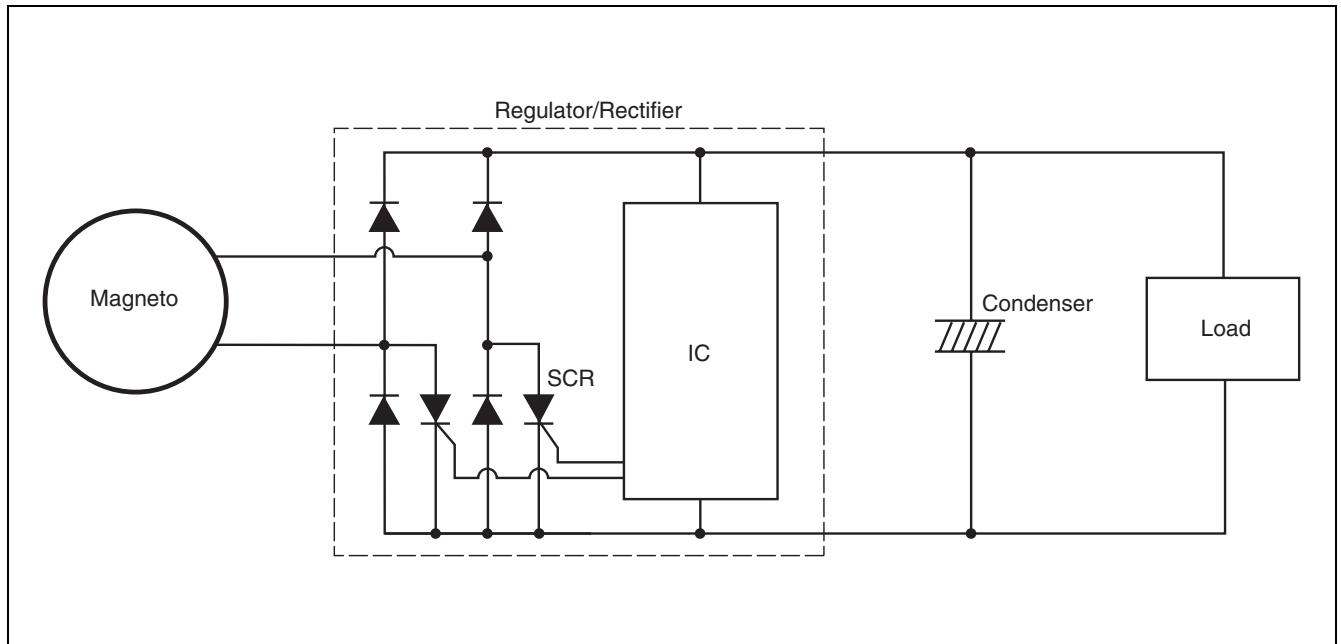 Regulator/Rectifier
Magneto
SCR
IC
Condenser
Load